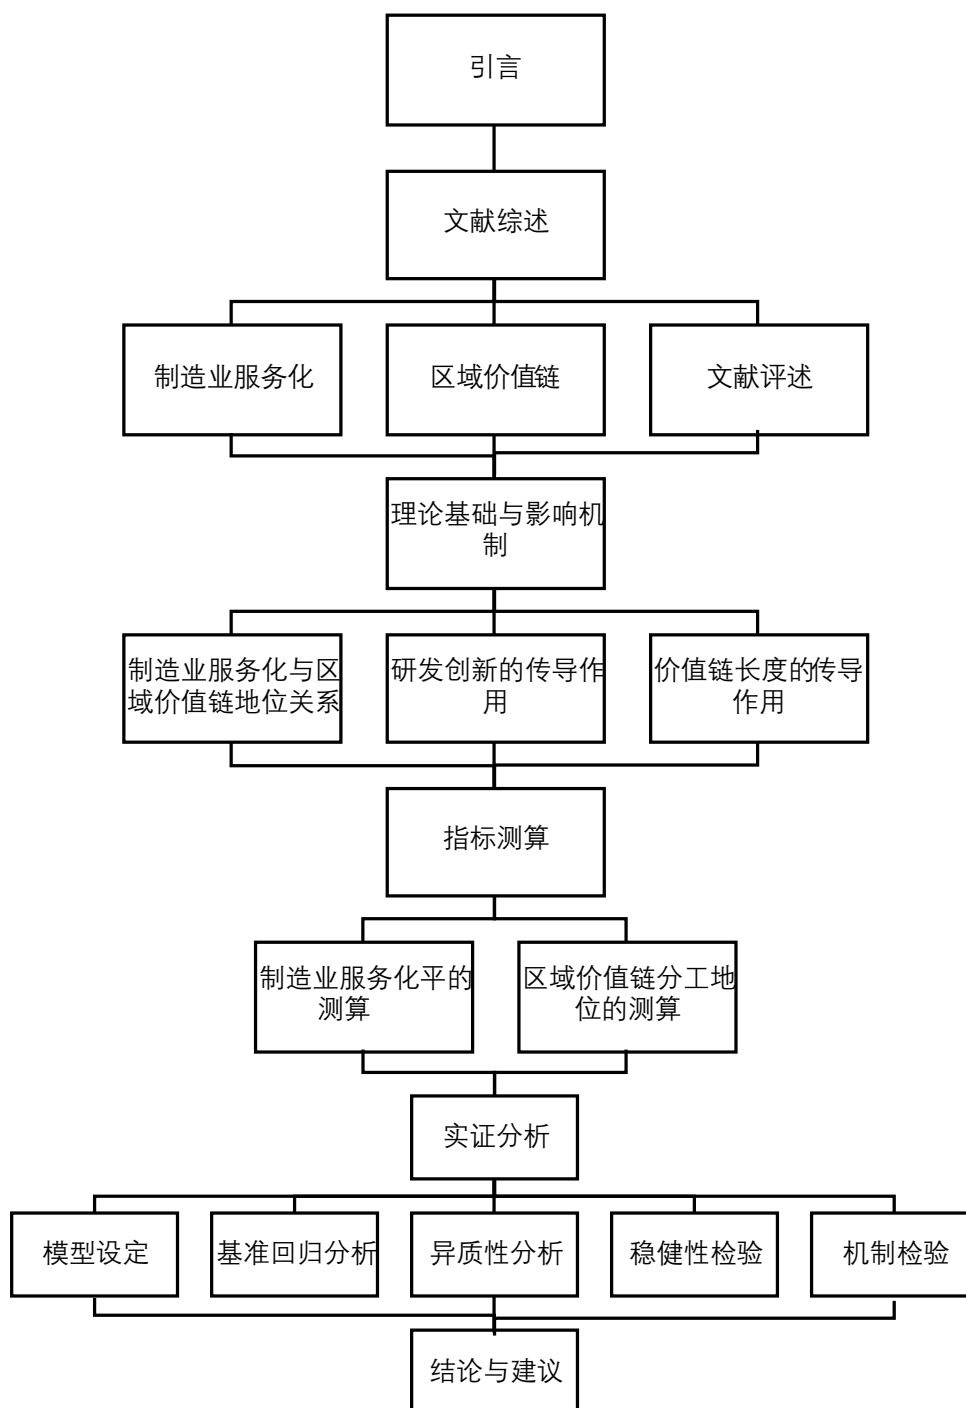 引言
文献综述
制造业服务化
区域价值链
文献评述
理论基础与影响机
制
制造业服务化与区
域价值链地位关系
研发创新的传导作
用
价值链长度的传导
作用
指标测算
制造业服务化平的
测算
区域价值链分工地
位的测算
实证分析
模型设定
基准回归分析
异质性分析
稳健性检验
机制检验
结论与建议